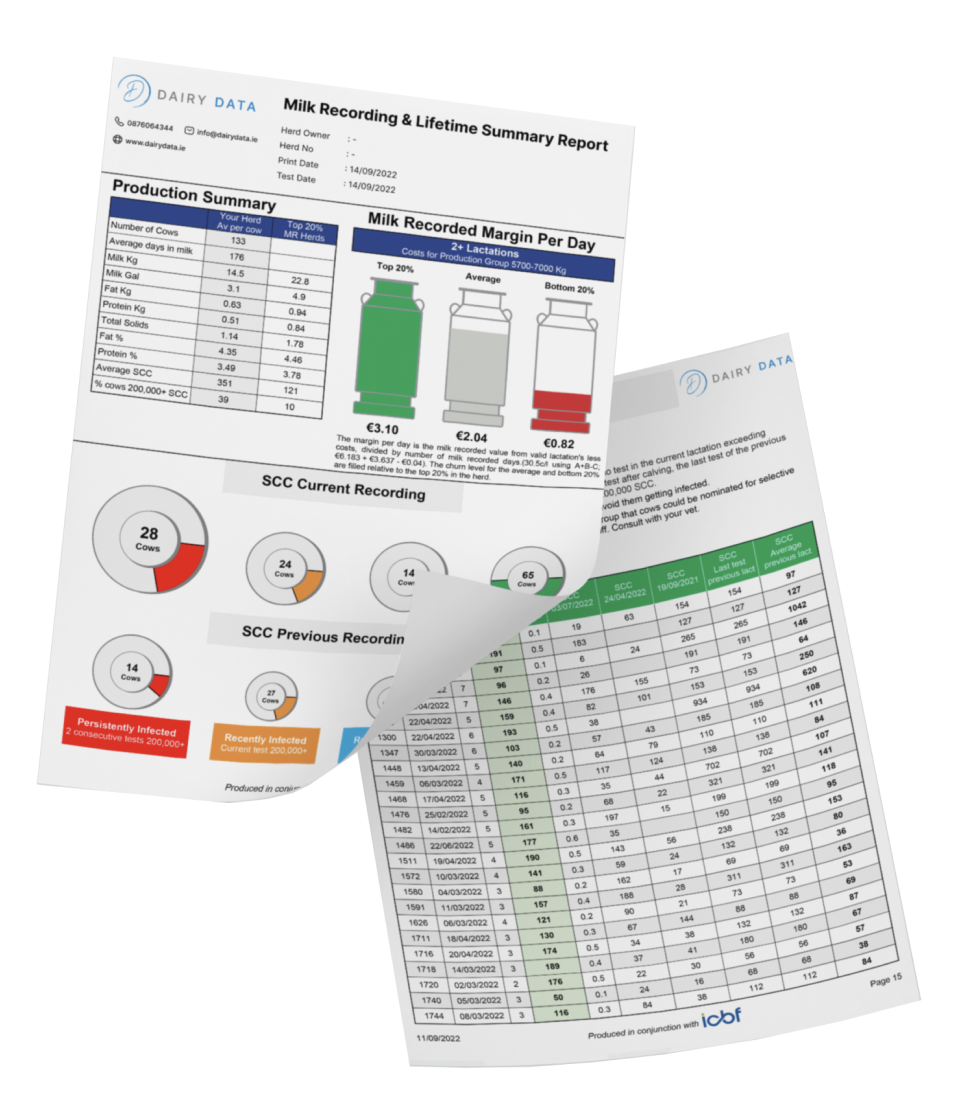 DAIRY DATA
0876064344 info@dairydata.ie
www.dairydata.ie
Milk Recording & Lifetime Summary Report
Herd Owner : -
Herd No : -
Print Date : 14/09/2022
Test Date : 14/09/2022
Production Summary
Your Herd Av per cow Top 20% MR Herds
Number of Cows 133
Average days in milk 176
Milk Kg 14.5 22.8
Milk Gal 3.1 4.9
Fat Kg 0.63 0.94
Protein Kg 0.51 0.84
Total Solids 1.14 1.78
Fat % 4.35 4.46
Protein % 3.49 3.78
Average SCC 351 121
% cows 200,000+ SCC 39 10
Milk Recorded Margin Per Day
2+ Lactations
Costs for Production Group 5700-7000 Kg
Top 20% Average Bottom 20%
€3.10 €2.04 €0.82
The margin per day is the milk recorded value from valid lactation's less
costs, divided by number of milk recorded days.(30.5c/l using A+B-C;
€6.183 + €3.637 - €0.04). The churn level for the average and bottom 20%
are filled relative to the top 20% in the herd.
SCC Current Recording
28 Cows
24 Cows
14
65 Cows
SCC Previous Recordin
14 Cows
27 Cows
Persistently Infected
2 consecutive tests 200,000+
Recently Infected
Current test 200,000+
Produced in conjun
DAIRY DATA
o test in the current lactation exceeding
test after calving, the last test of the previous
00,000 SCC.
void them getting infected.
roup that cows could be nominated for selective
ff. Consult with your vet.
SCC 03/07/2022 SCC 24/04/2022 SCC 19/09/2021 SCC Last test previous lact SCC Average previous lact
0.1 19 63 154 154 97
191 0.5 183 127 127 127
97 0.1 6 24 265 265 1042
22 7 96 0.2 26 191 191 146
/04/2022 7 146 0.4 176 155 73 73 64
22/04/2022 5 159 0.4 82 101 153 153 250
1300 22/04/2022 6 193 0.5 38 934 934 620
1347 30/03/2022 6 103 0.2 57 43 185 185 108
1448 13/04/2022 5 140 0.2 64 79 110 110 111
1459 06/03/2022 4 171 0.5 117 124 138 138 84
1468 17/04/2022 5 116 0.3 35 44 702 702 107
1476 25/02/2022 5 95 0.2 68 22 321 321 141
1482 14/02/2022 5 161 0.3 197 15 199 199 118
1486 22/06/2022 5 177 0.6 35 150 150 95
1511 19/04/2022 4 190 0.5 143 56 238 238 153
1572 10/03/2022 4 141 0.3 59 24 132 132 80
1580 04/03/2022 3 88 0.2 162 17 69 69 36
1591 11/03/2022 3 157 0.4 188 28 311 311 163
1626 06/03/2022 4 121 0.2 90 21 73 73 53
1711 18/04/2022 3 130 0.3 67 144 88 88 69
1716 20/04/2022 3 174 0.5 34 38 132 132 87
1718 14/03/2022 3 189 0.4 37 41 180 180 67
1720 02/03/2022 2 176 0.5 22 30 56 56 57
1740 05/03/2022 3 50 0.1 24 16 68 68 38
1744 08/03/2022 3 116 0.3 84 38 112 112 84
11/09/2022 Produced in conjunction with icbf Page 15